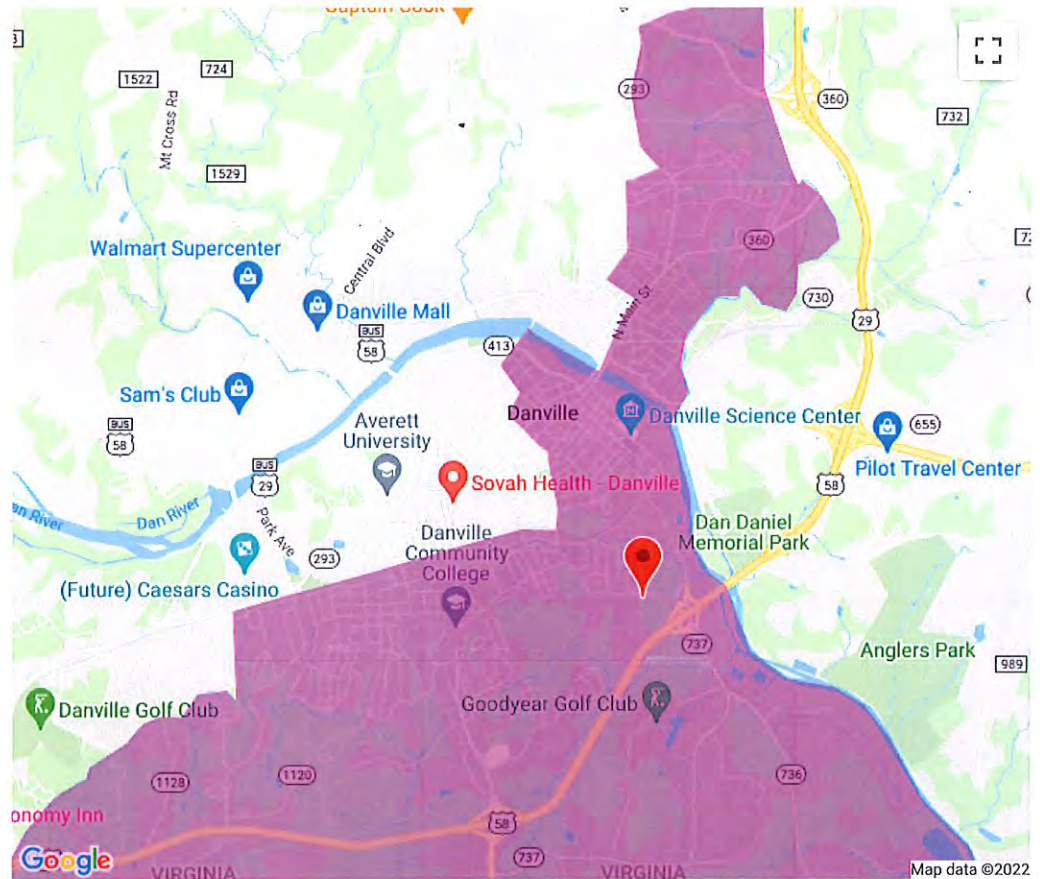 Captain Cook
1522
724
293
360
732
Mt Cross Rd
1529
Walmart Supercenter
Central Blvd
360
Danville Mall
N Main St
730
BUS
58
413
29
Sam's Club
Danville
Danville Science Center
BUS
58
Averett
University
655
Pilot Travel Center
BUS
29
Sovah Health - Danville
58
Dan River
Park Ave
293
Danville
Community
College
Dan Daniel
Memorial Park
(Future) Caesars Casino
737
Anglers Park
989
Danville Golf Club
Goodyear Golf Club
1128
1120
736
onomy Inn
58
737
Google
VIRGINIA
VIRGINIA
Map data ©2022